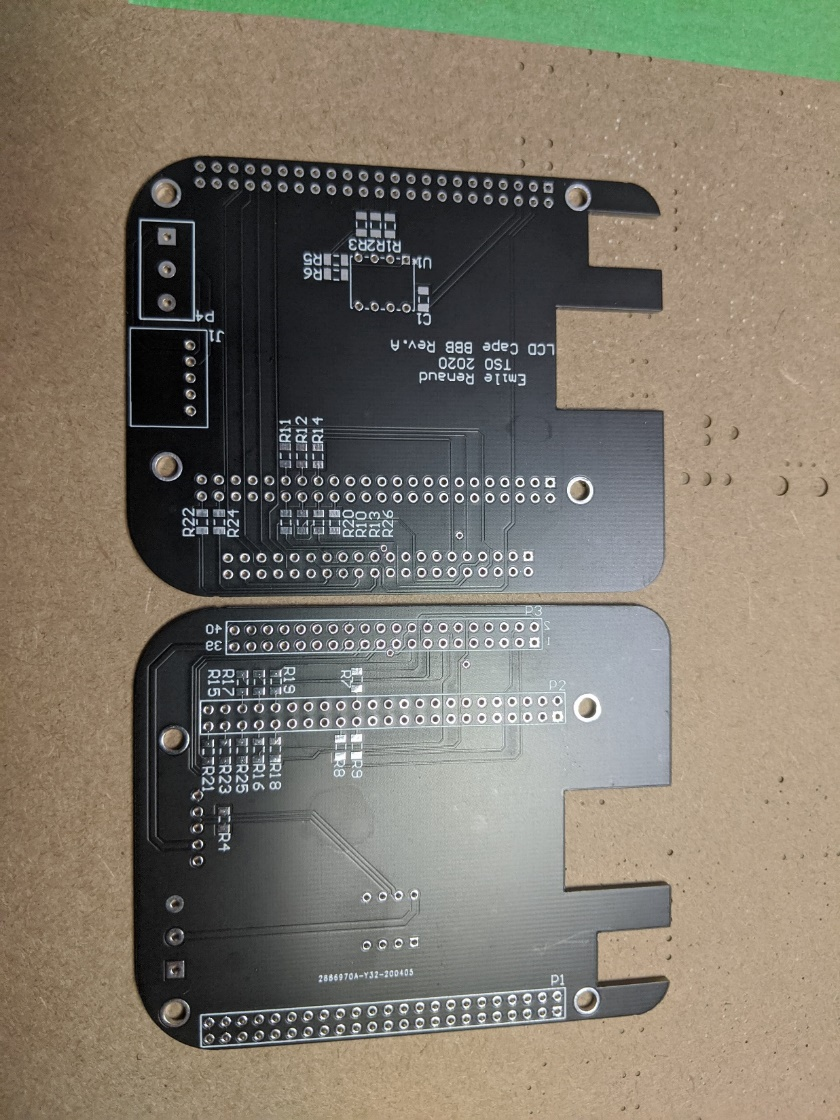 R1R2R3
R5
R6
U1
C1
P4
J1
LCD Cape BBB Rev.A
TSO 2020
Emile Renaud
R11
R12
R14
R22
R24
R20
R10
R13
R26
P3
40
39
2
1
R15
R17
R19
R7
P2
R21
R23
R25
R16
R18
R8
R9
R4
2886970A-Y32-200405
P1